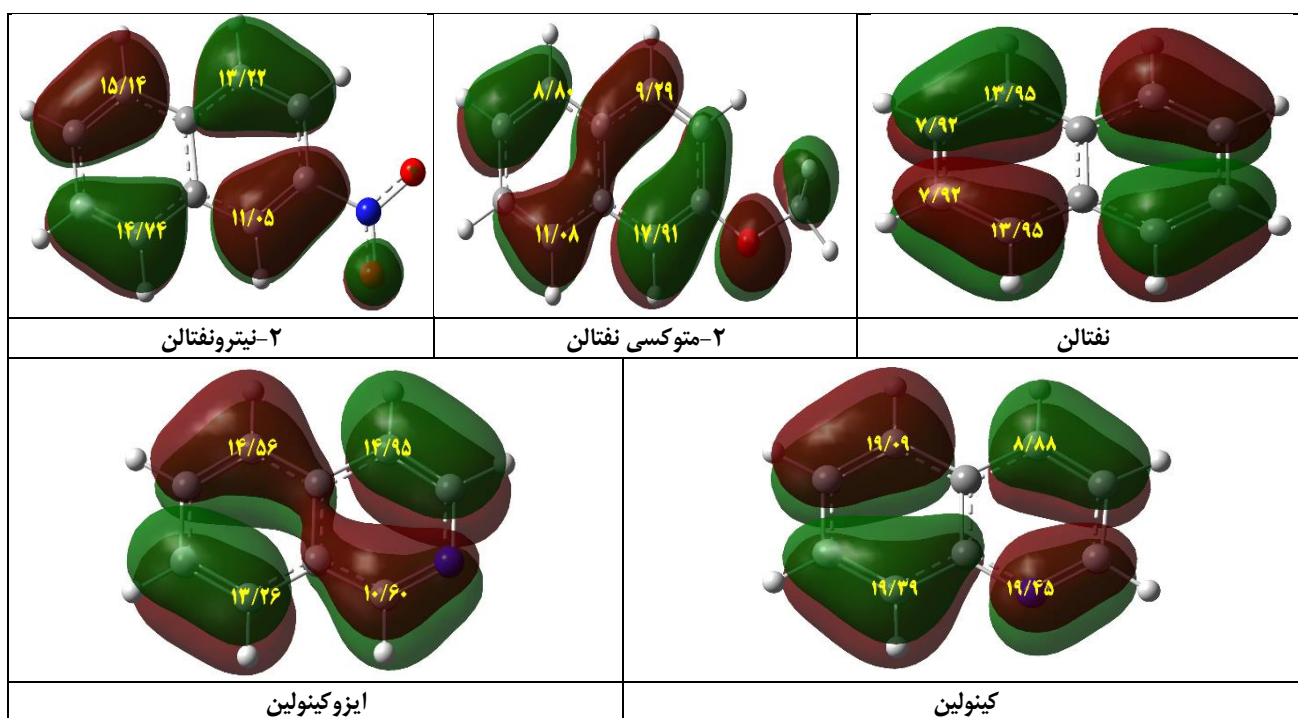 ۱۵/۱۴ ۱۳/۲۲
۱۴/۷۴ ۱۱/۰۵
۸/۸۰ ۹/۲۹
۱۱/۰۸ ۱۷/۹۱
۱۳/۹۵
۷/۹۲
۷/۹۲
۱۳/۹۵
۲-نیترونفتالن
۲-متوکسی نفتالن
نفتالن
۱۴/۵۶ ۱۴/۹۵
۱۳/۲۶ ۱۰/۶۰
۱۹/۰۹ ۸/۸۸
۱۹/۳۹ ۱۹/۴۵
ایزوکینولین
کینولین